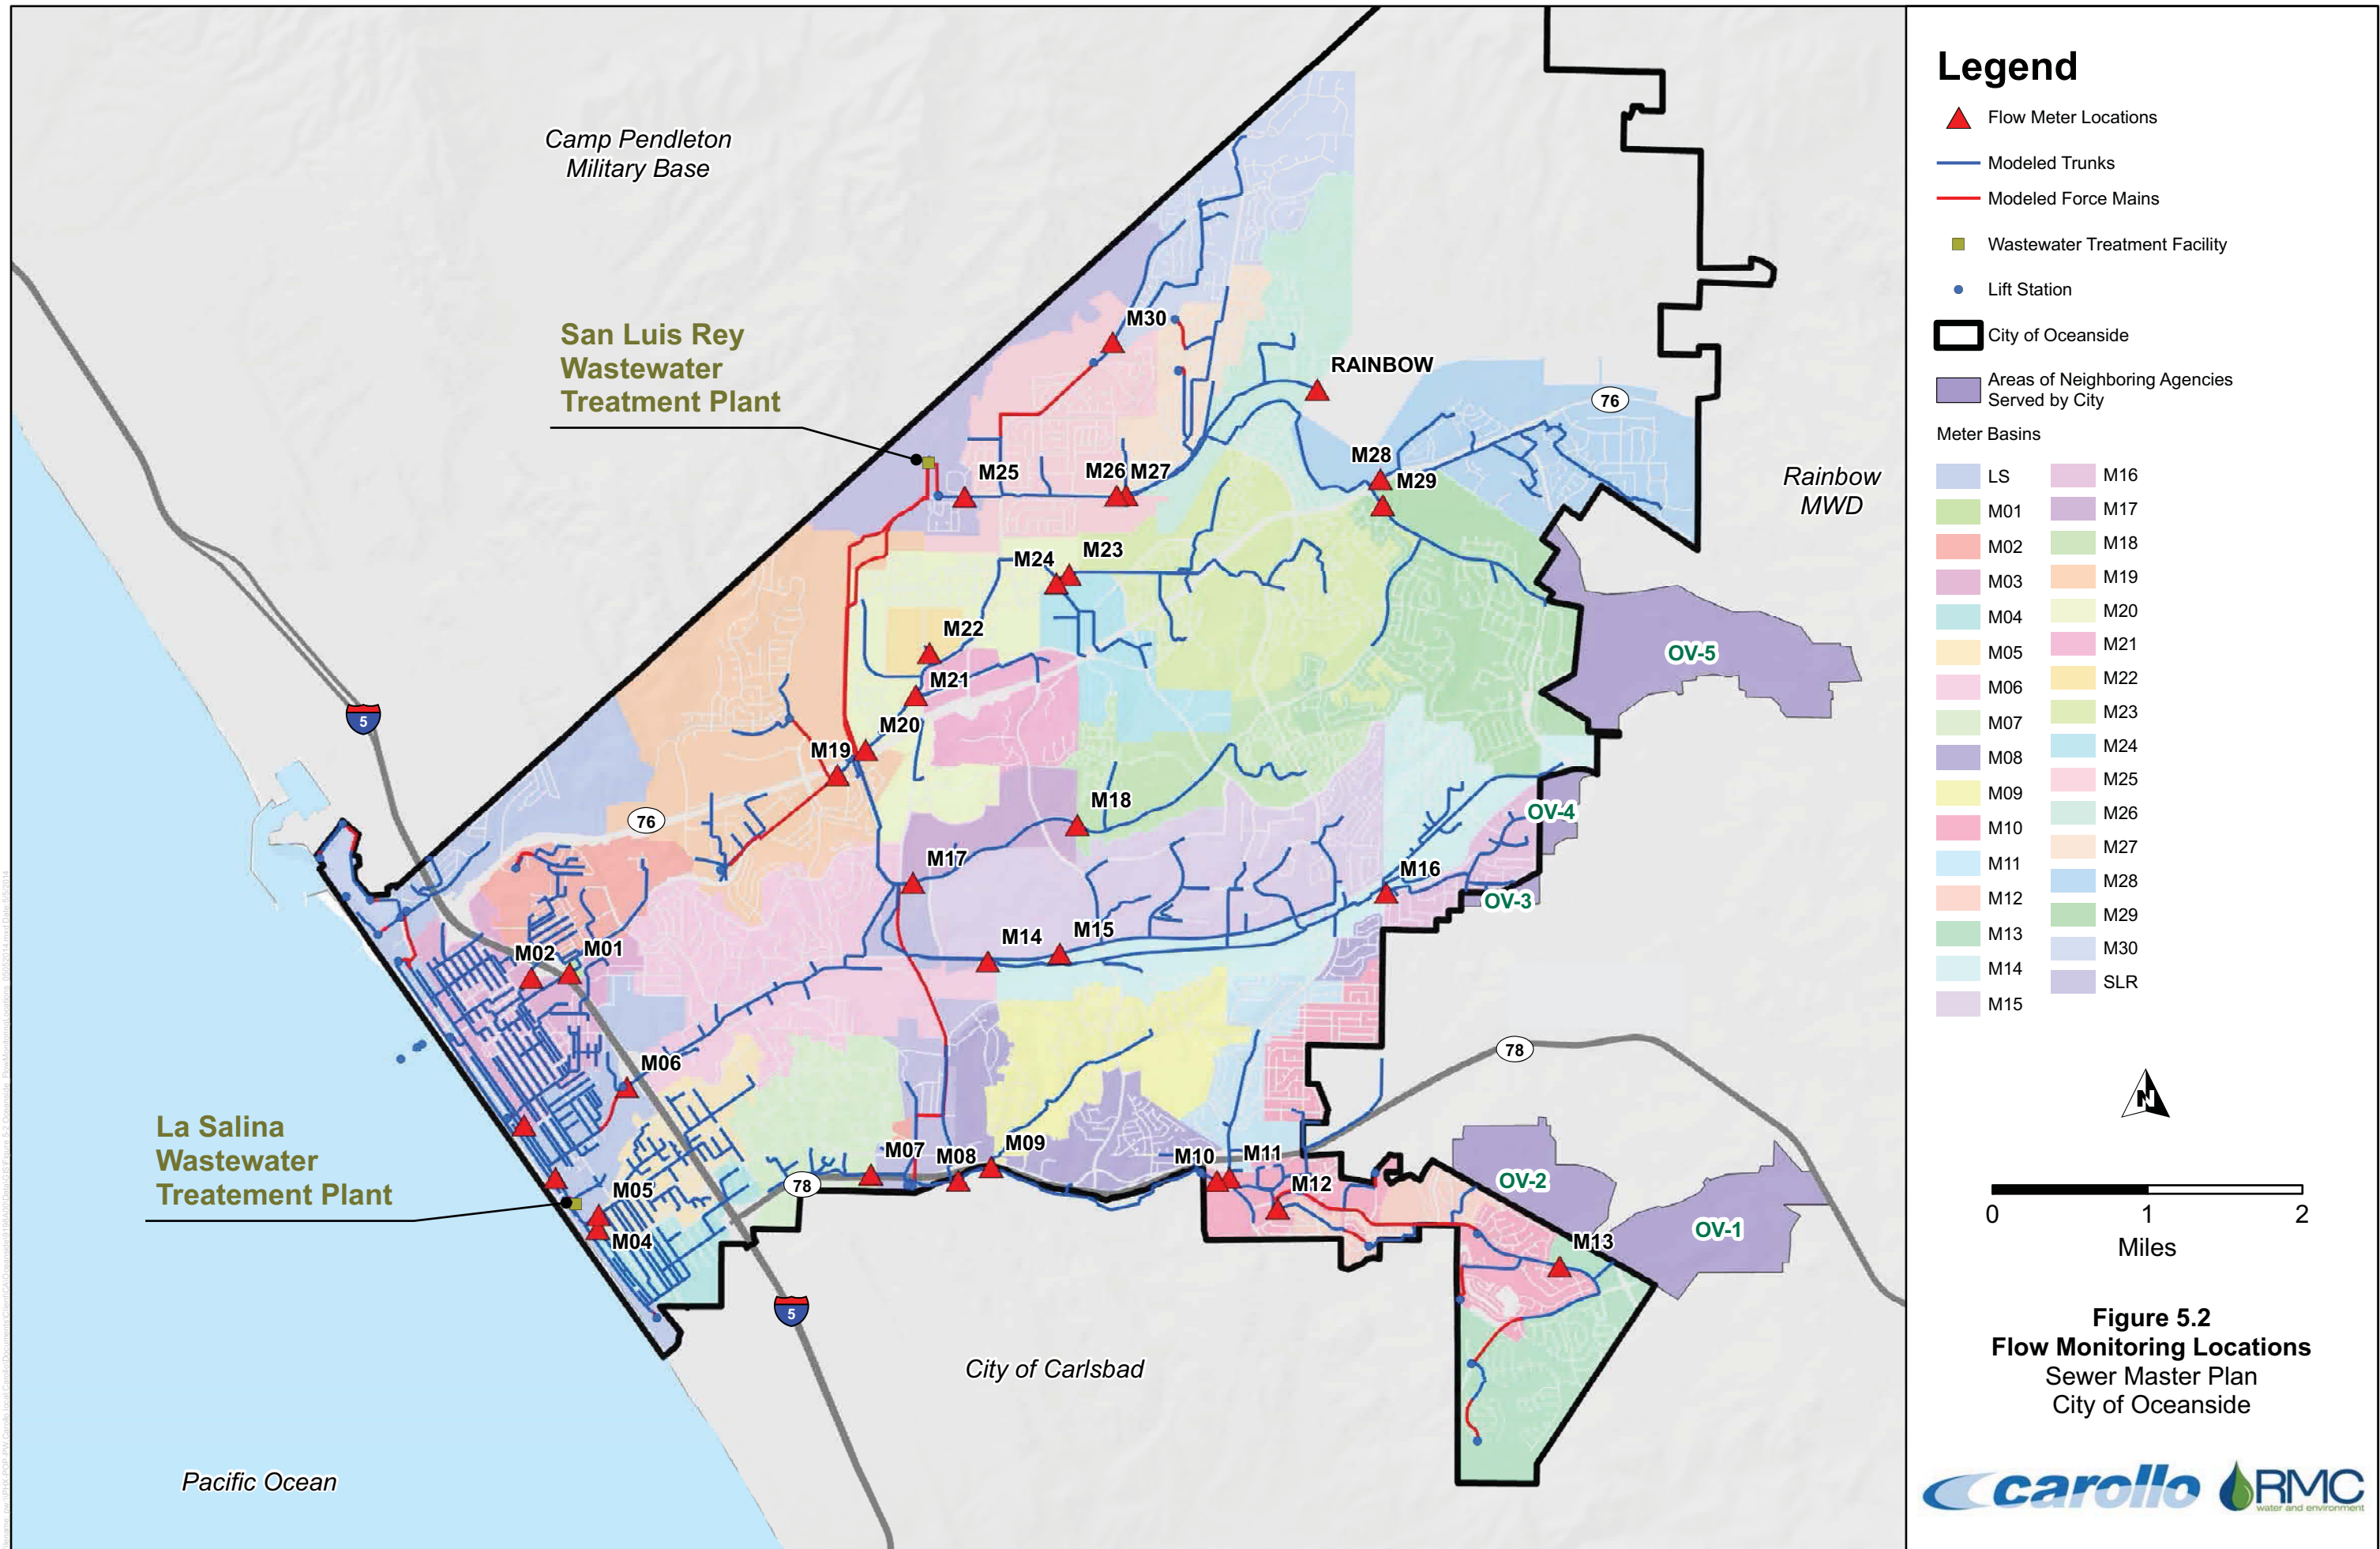 Camp Pendleton
Military Base
San Luis Rey
Wastewater
Treatment Plant
M30
RAINBOW
76
M25
M26
M27
M28
M29
Rainbow
MWD
M24
M23
M22
M21
M20
M19
OV-5
5
76
M18
OV-4
M17
M16
OV-3
M14
M15
M02
M01
M06
78
La Salina
Wastewater
Treatement Plant
M07
M08
M09
M10
M11
M12
78
M05
M04
OV-2
OV-1
M13
5
City of Carlsbad
Pacific Ocean
Legend
Flow Meter Locations
Modeled Trunks
Modeled Force Mains
Wastewater Treatment Facility
Lift Station
City of Oceanside
Areas of Neighboring Agencies
Served by City
Meter Basins
LS
M01
M02
M03
M04
M05
M06
M07
M08
M09
M10
M11
M12
M13
M14
M15
M16
M17
M18
M19
M20
M21
M22
M23
M24
M25
M26
M27
M28
M29
M30
SLR
N
0 1 2
Miles
Figure 5.2
Flow Monitoring Locations
Sewer Master Plan
City of Oceanside
carollo
RMC
water and environment